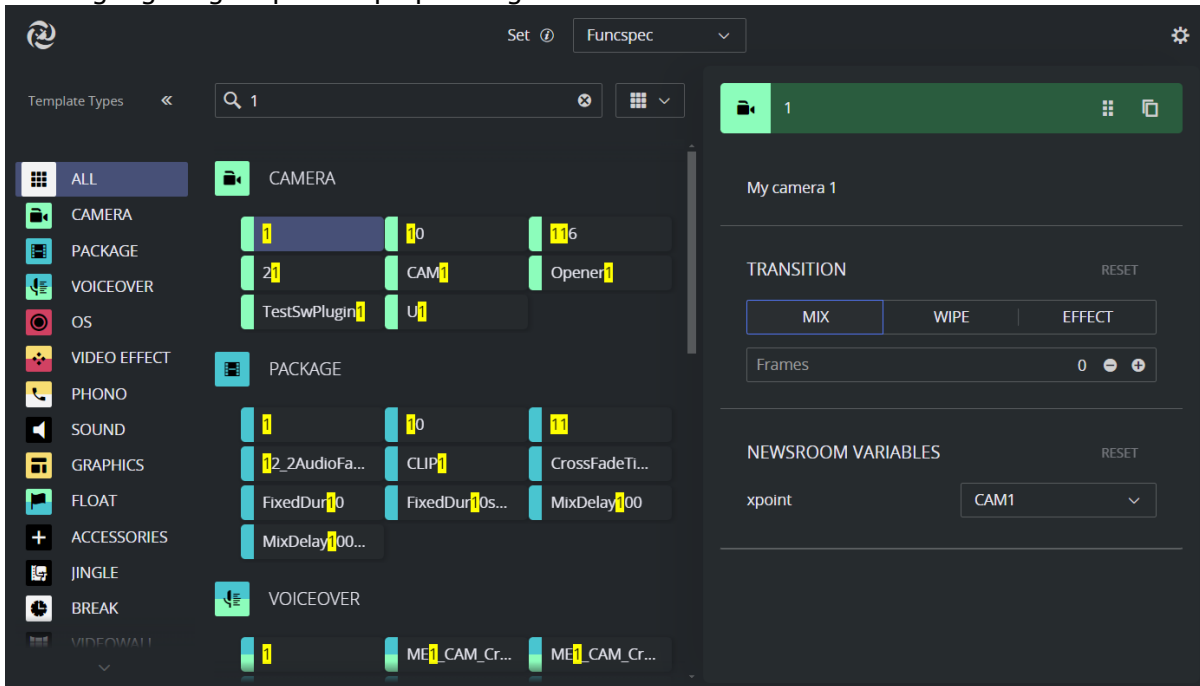 Set Funcspec
Template Types
1
ALL
CAMERA
PACKAGE
VOICEOVER
OS
VIDEO EFFECT
PHONO
SOUND
GRAPHICS
FLOAT
ACCESSORIES
JINGLE
BREAK
VIDEOWALL
CAMERA
1 10 116
21 CAM1 Opener1
TestSwPlugin1 U1
PACKAGE
1 10 11
12_2AudioFa... CLIP1 CrossFadeTi...
FixedDur10 FixedDur10s... MixDelay100
MixDelay100...
VOICEOVER
1 ME1_CAM_Cr... ME1_CAM_Cr...
1
My camera 1
TRANSITION RESET
MIX WIPE EFFECT
Frames 0
NEWSROOM VARIABLES RESET
xpoint CAM1